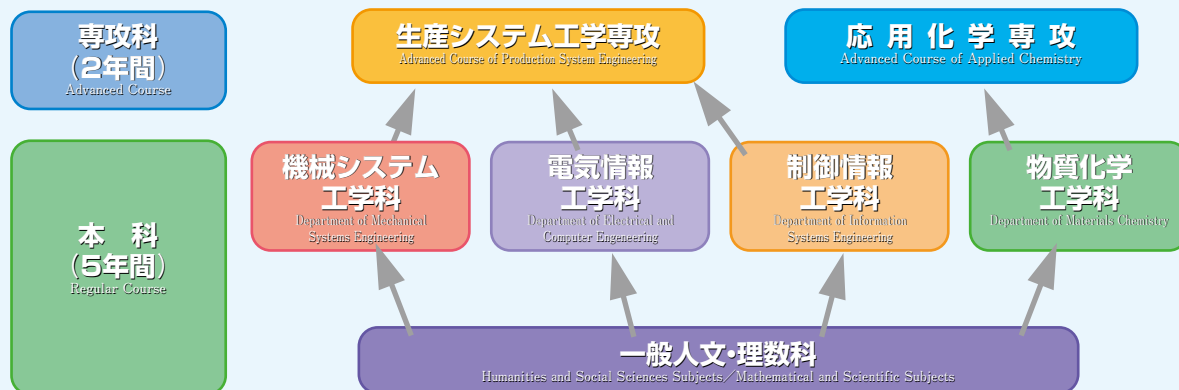 専攻科
（2年間）
Advanced Course
生産システム工学専攻
Advanced Course of Production System Engineering
応用化学専攻
Advanced Course of Applied Chemistry
本　科
（5年間）
Regular Course
機械システム
工学科
Department of Mechanical
Systems Engineering
電気情報
工学科
Department of Electrical and
Computer Engeneering
制御情報
工学科
Department of Information
Systems Engineering
物質化学
工学科
Department of Materials Chemistry
一般人文・理数科
Humanities and Social Sciences Subjects／Mathematical and Scientific Subjects